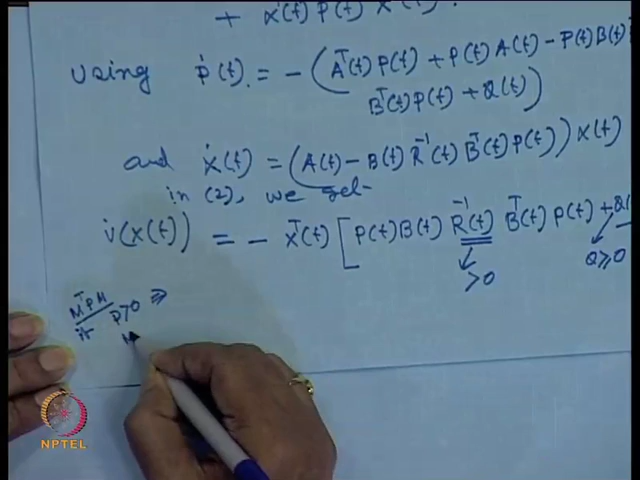 + Xᵀ(t) P(t) X(t).
Using Ṗ(t) = - (Aᵀ(t) P(t) + P(t) A(t) - P(t) B(t)
Bᵀ(t) P(t) + Q(t))
and Ẋ(t) = (A(t) - B(t) R⁻¹(t) Bᵀ(t) P(t)) X(t)
in (2), we get
V̇(X(t)) = - Xᵀ(t) [P(t) B(t) R⁻¹(t) Bᵀ(t) P(t) + Q(
>0
Q≥0
MᵀPM
if P>0
NPTEL